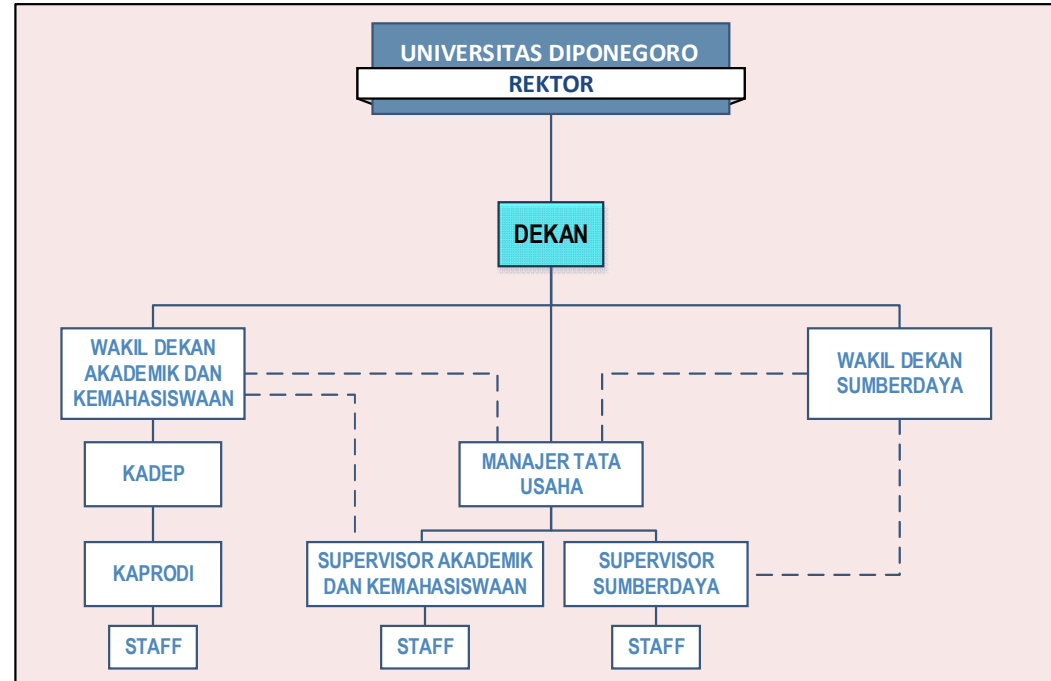 UNIVERSITAS DIPONEGORO
REKTOR
DEKAN
WAKIL DEKAN
AKADEMIK DAN
KEMAHASISWAAN
WAKIL DEKAN
SUMBERDAYA
KADEP
MANAJER TATA
USAHA
KAPRODI
SUPERVISOR AKADEMIK
DAN KEMAHASISWAAN
SUPERVISOR
SUMBERDAYA
STAFF
STAFF
STAFF